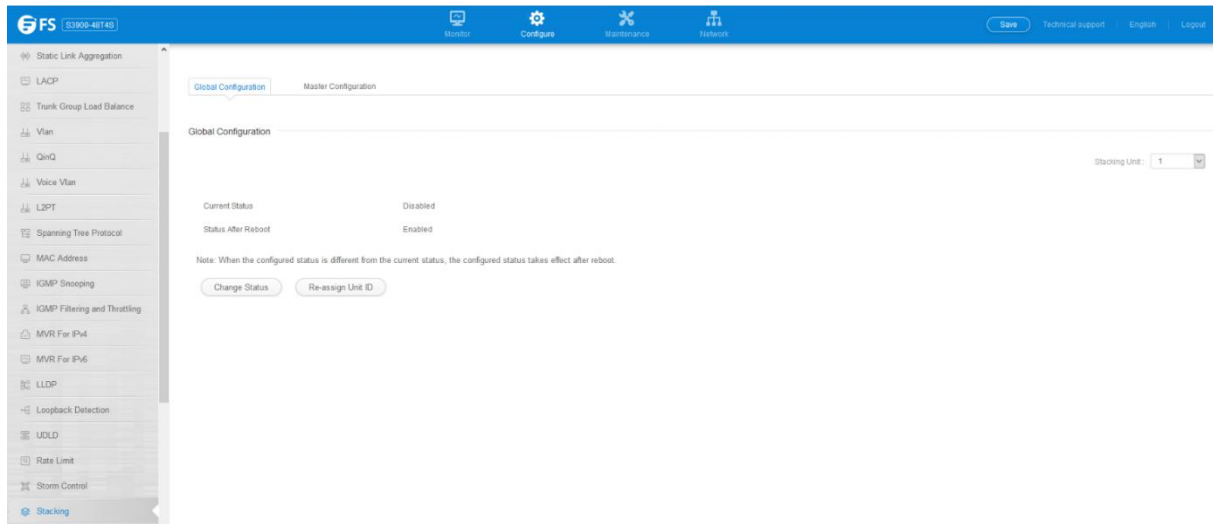 FS S3900-48T4S
Monitor
Configure
Maintenance
Network
Save
Technical support
English
Logout
Static Link Aggregation
LACP
Trunk Group Load Balance
Vlan
QinQ
Voice Vlan
L2PT
Spanning Tree Protocol
MAC Address
IGMP Snooping
IGMP Filtering and Throttling
MVR For IPv4
MVR For IPv6
LLDP
Loopback Detection
UDLD
Rate Limit
Storm Control
Stacking
Global Configuration
Master Configuration
Global Configuration
Stacking Unit : 1
Current Status Disabled
Status After Reboot Enabled
Note: When the configured status is different from the current status, the configured status takes effect after reboot.
Change Status
Re-assign Unit ID